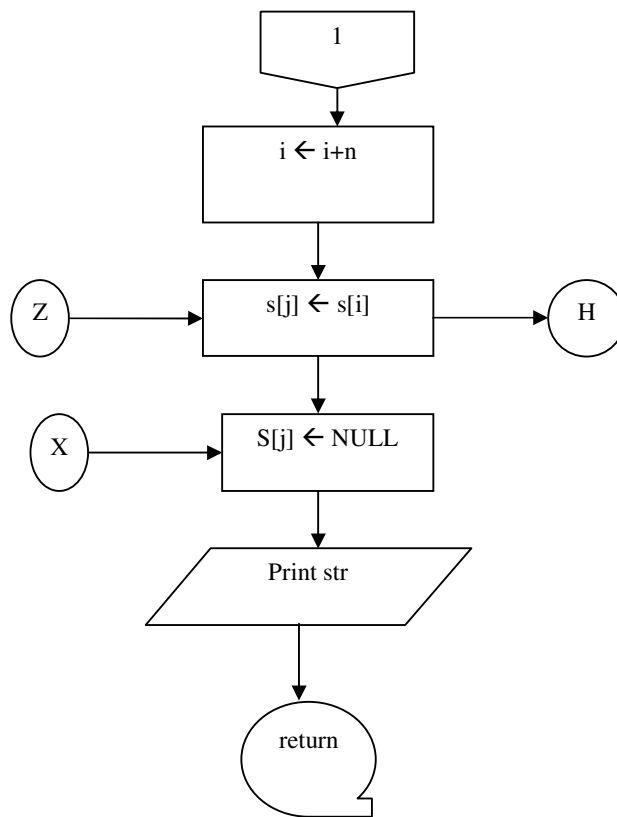 1
i ← i+n
Z
s[j] ← s[i]
H
X
S[j] ← NULL
Print str
return